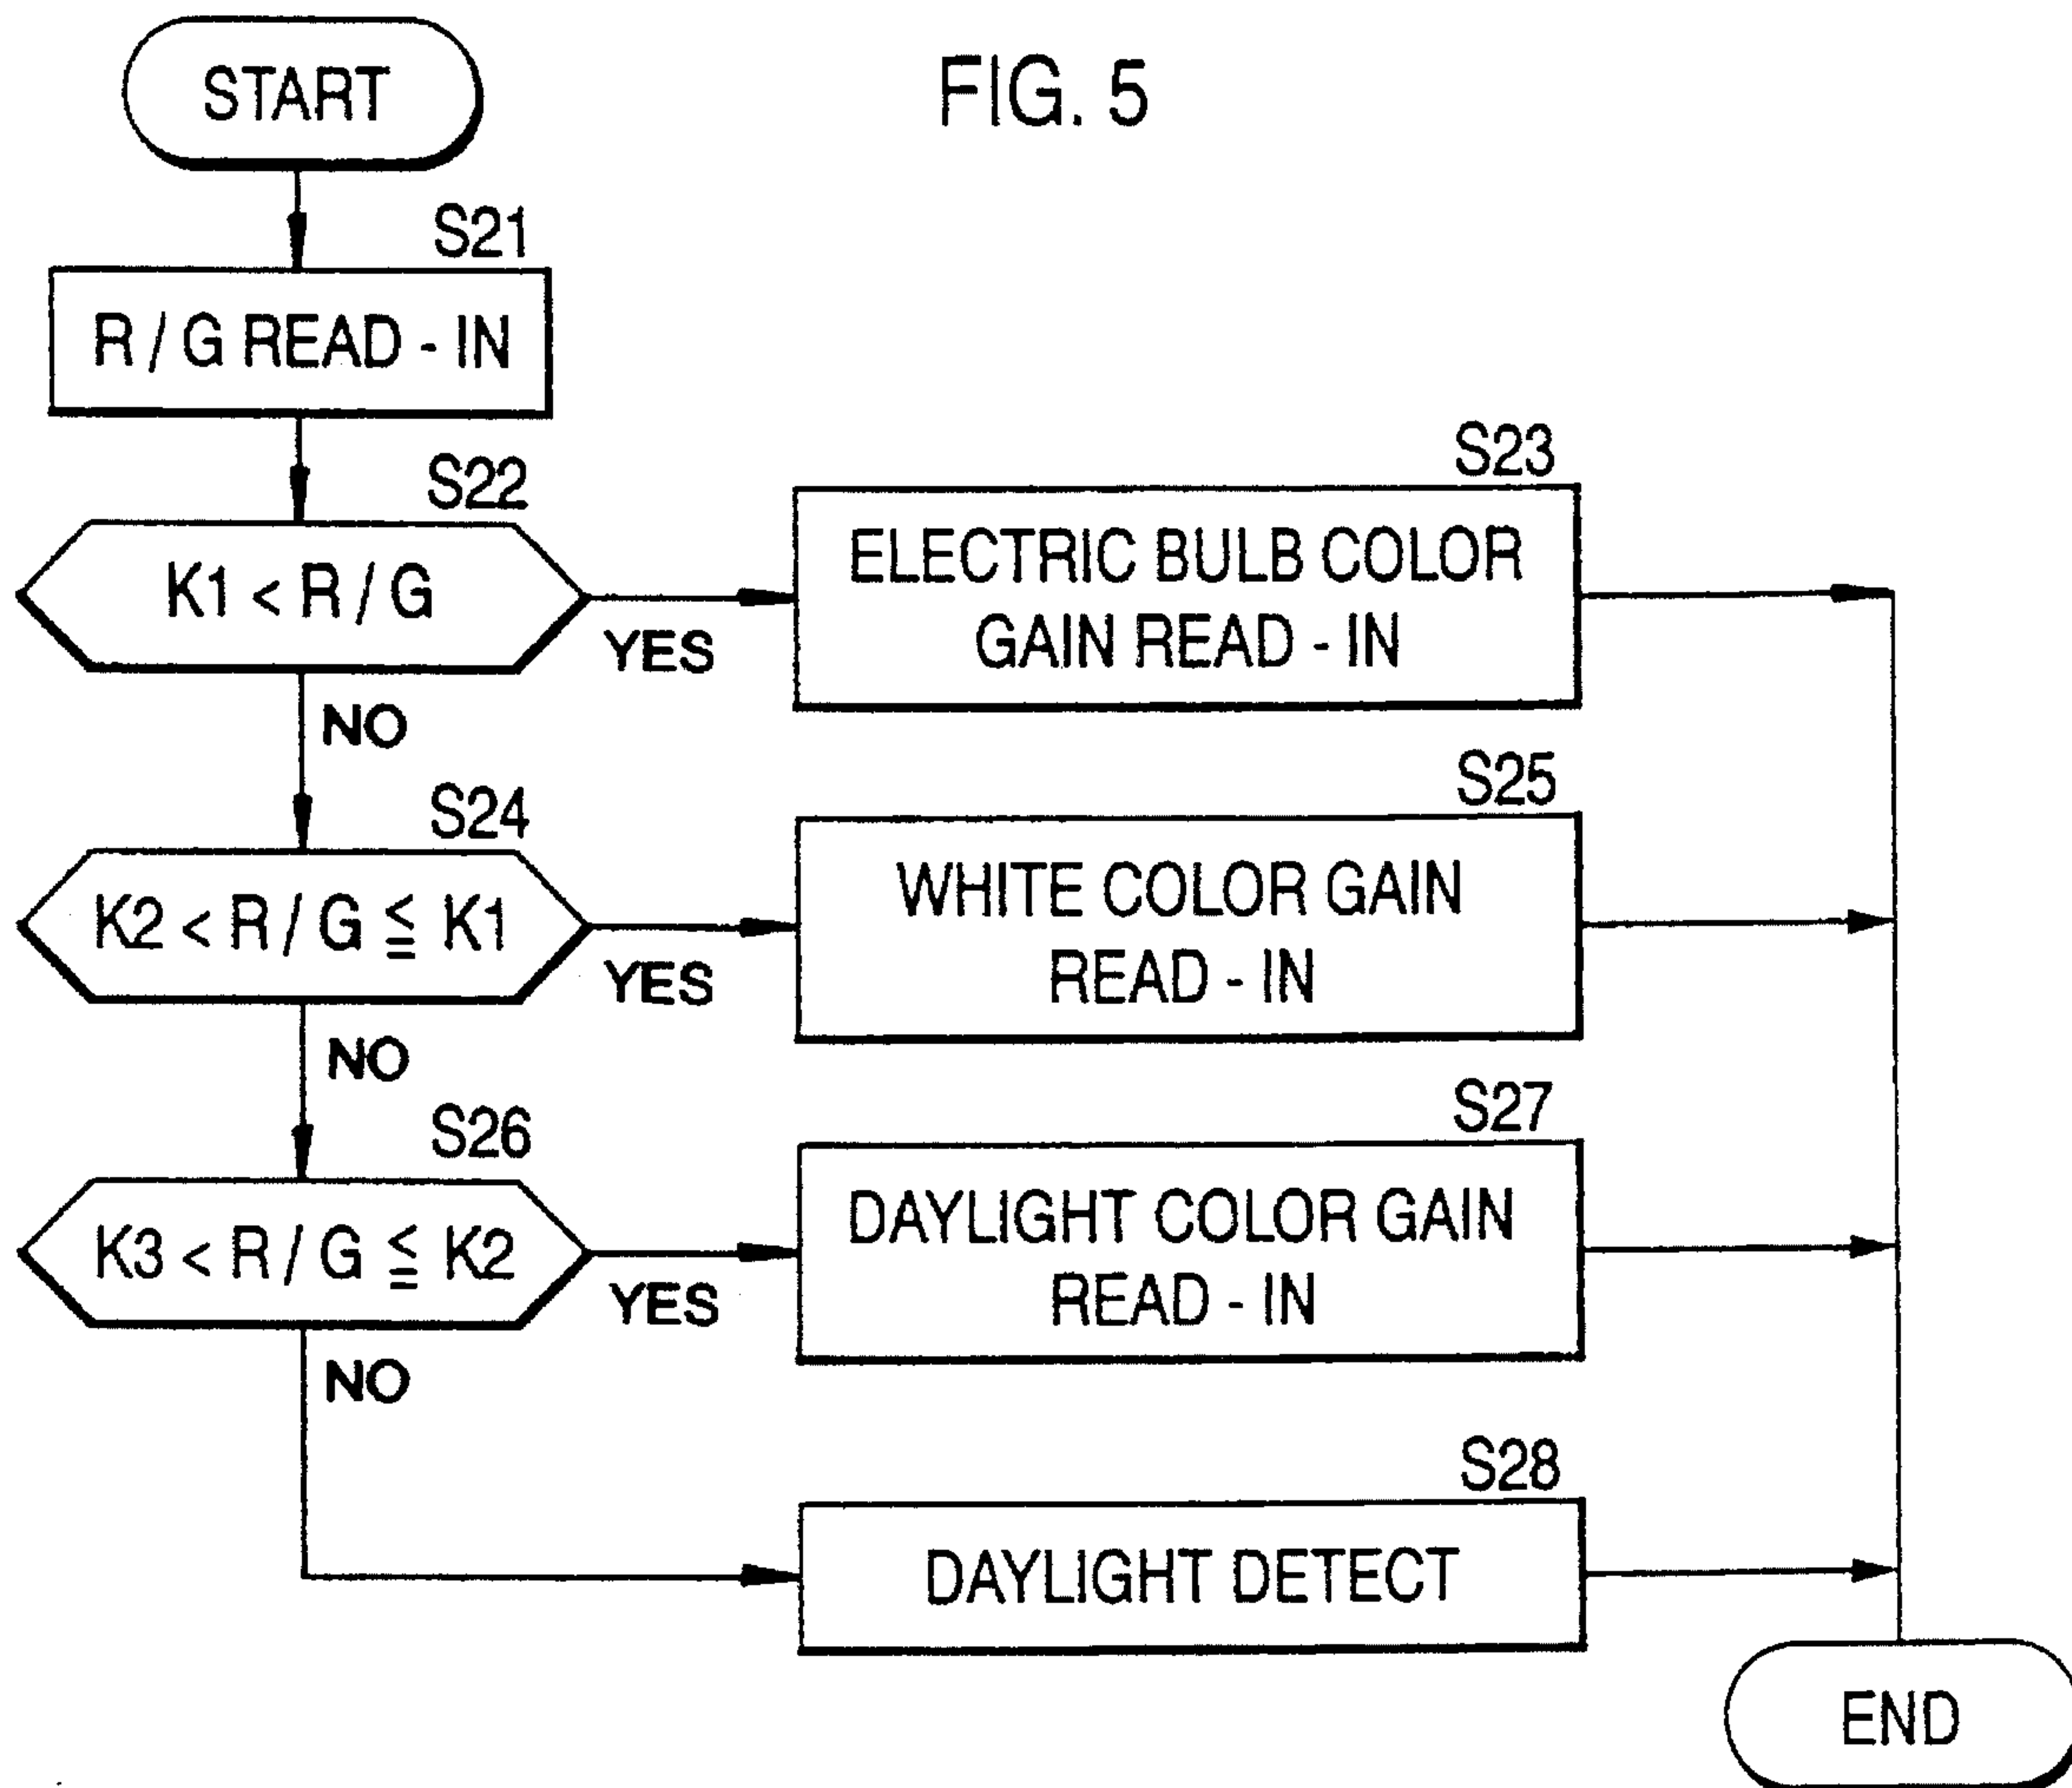 START
FIG. 5
S21
R / G READ - IN
S22
K1 < R / G
YES
NO
S23
ELECTRIC BULB COLOR
GAIN READ - IN
S24
K2 < R / G ≦ K1
YES
NO
S25
WHITE COLOR GAIN
READ - IN
S26
K3 < R / G ≦ K2
YES
NO
S27
DAYLIGHT COLOR GAIN
READ - IN
S28
DAYLIGHT DETECT
END